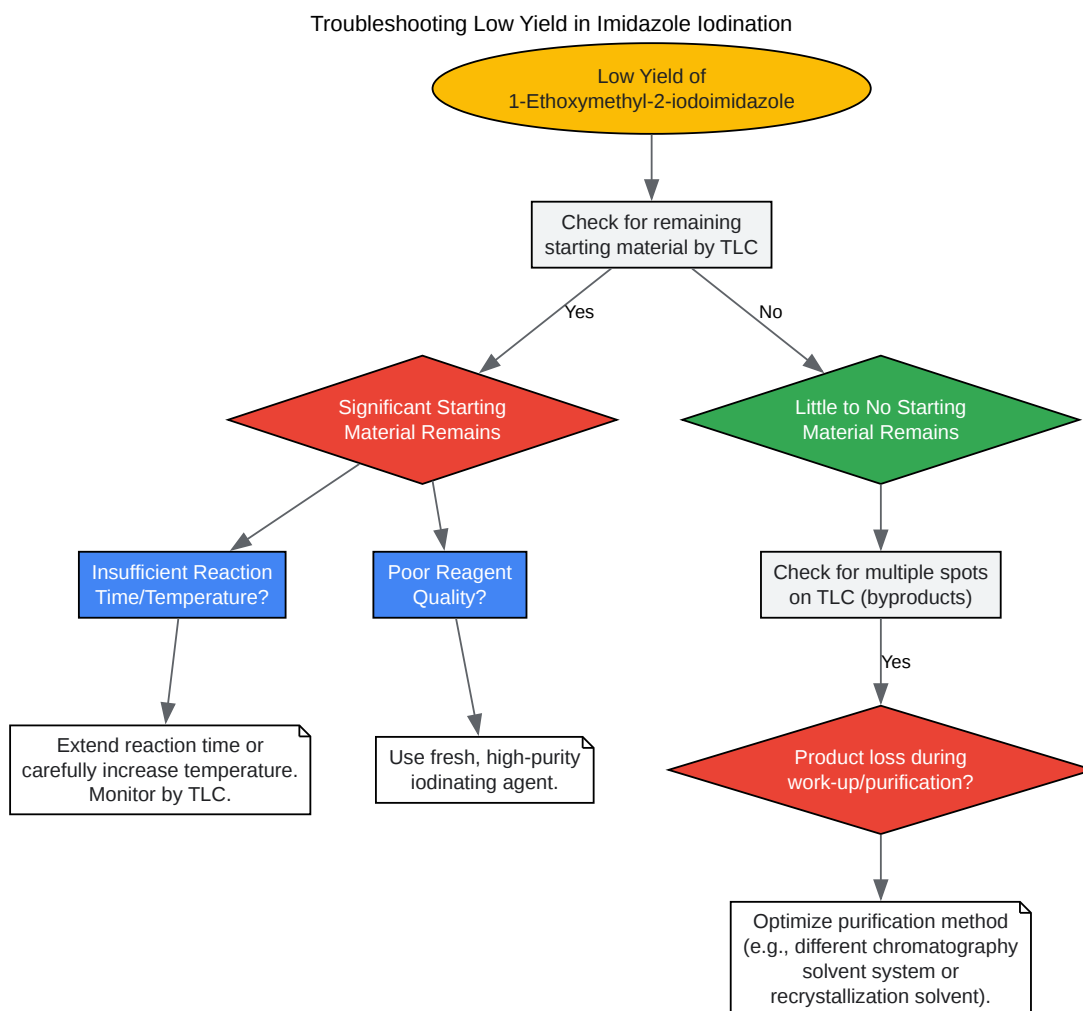 Troubleshooting Low Yield in Imidazole Iodination
Low Yield of
1-Ethoxymethyl-2-iodoimidazole
Check for remaining
starting material by TLC
Yes
No
Significant Starting
Material Remains
Little to No Starting
Material Remains
Insufficient Reaction
Time/Temperature?
Poor Reagent
Quality?
Check for multiple spots
on TLC (byproducts)
Yes
Extend reaction time or
carefully increase temperature.
Monitor by TLC.
Use fresh, high-purity
iodinating agent.
Product loss during
work-up/purification?
Optimize purification method
(e.g., different chromatography
solvent system or
recrystallization solvent).